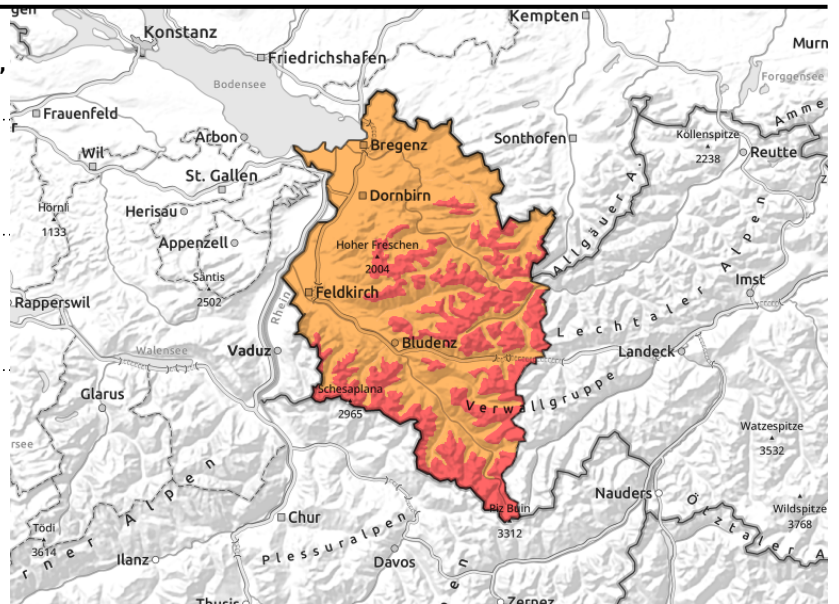 Konstanz
Kempten
Friedrichshafen
Bodensee
Forggensee
Frauenfeld
Arbon
Bregenz
Sonthofen
Köllenspitze
2238
Reutte
Wil
St. Gallen
Dornbirn
Hörnli
1133
Herisau
Appenzell
Hoher Freschen
2004
Allgäuer A.
Säntis
2502
Feldkirch
Rhein
Imst
Rapperswil
Lechtaler Alpen
Walensee
Vaduz
Bludenz
Landeck
Glarus
Schesaplana
2965
Verwallgruppe
Watzespitze
3532
Nauders
Piz Buin
3312
Wildspitze
3768
Chur
Plessuralpen
Tödi
3614
Ilanz
Davos
Zernez
Thusis